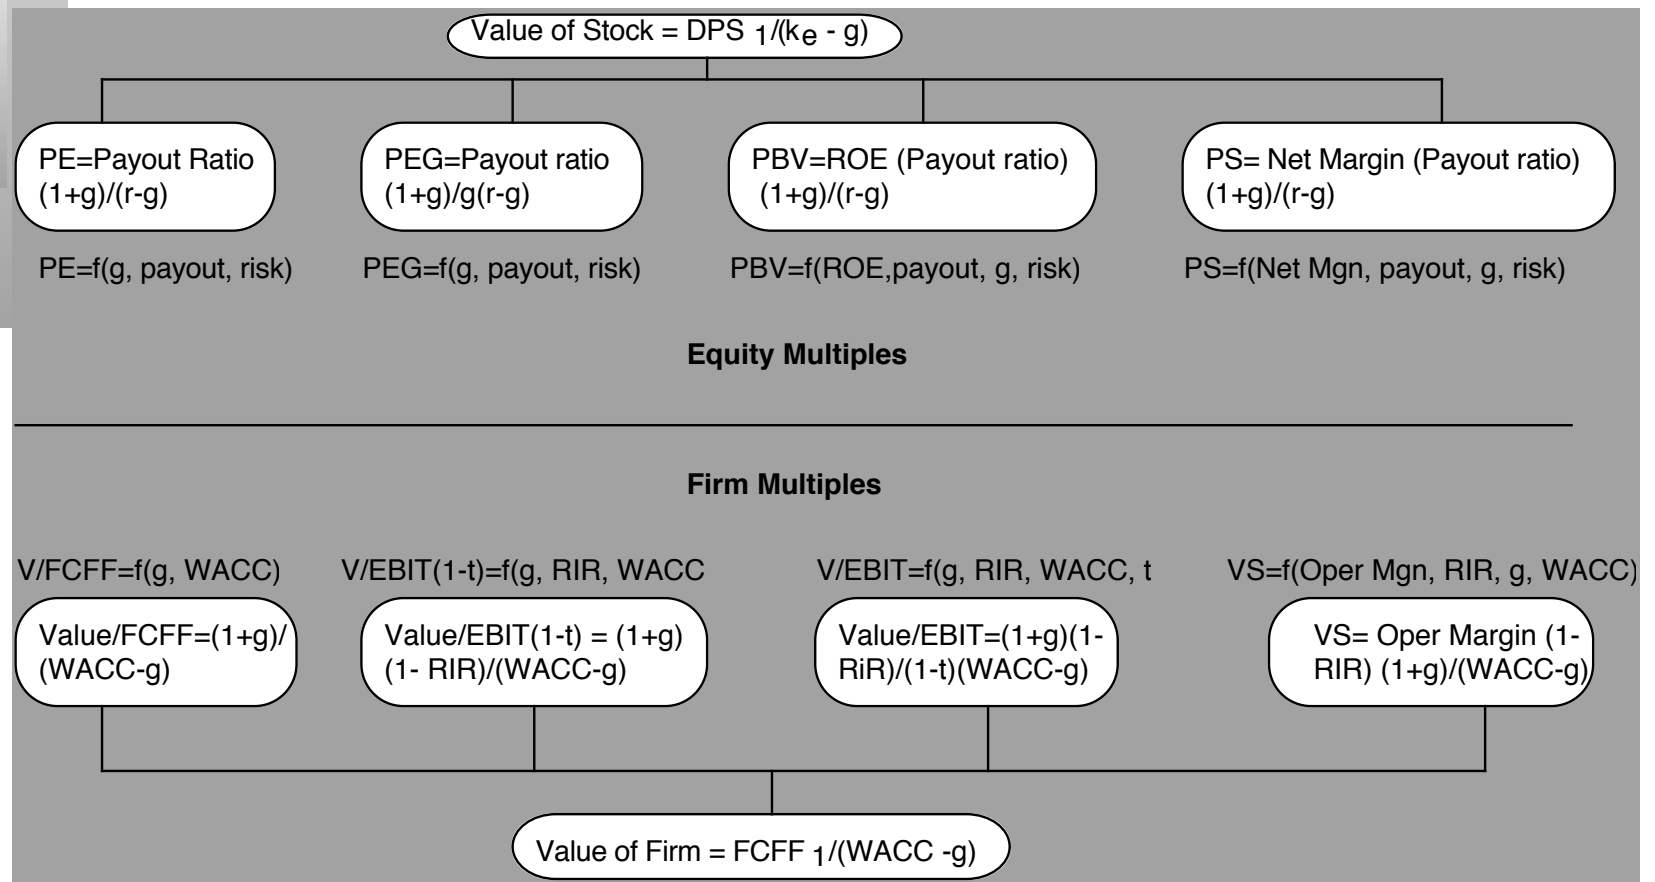 Value of Stock = DPS 1/(ke - g)
PE=Payout Ratio
(1+g)/(r-g)
PEG=Payout ratio
(1+g)/g(r-g)
PBV=ROE (Payout ratio)
(1+g)/(r-g)
PS= Net Margin (Payout ratio)
(1+g)/(r-g)
PE=f(g, payout, risk)
PEG=f(g, payout, risk)
PBV=f(ROE,payout, g, risk)
PS=f(Net Mgn, payout, g, risk)
Equity Multiples
Firm Multiples
V/FCFF=f(g, WACC)
V/EBIT(1-t)=f(g, RIR, WACC
V/EBIT=f(g, RIR, WACC, t
VS=f(Oper Mgn, RIR, g, WACC)
Value/FCFF=(1+g)/
(WACC-g)
Value/EBIT(1-t) = (1+g)
(1- RIR)/(WACC-g)
Value/EBIT=(1+g)(1-
RiR)/(1-t)(WACC-g)
VS= Oper Margin (1-
RIR) (1+g)/(WACC-g)
Value of Firm = FCFF 1/(WACC -g)